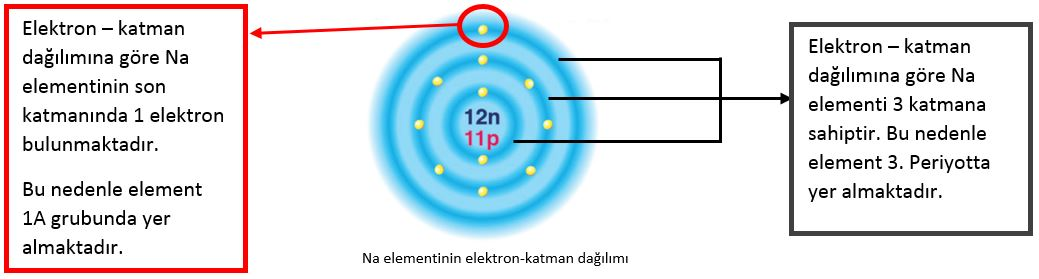 Elektron – katman
dağılımına göre Na
elementinin son
katmanında 1 elektron
bulunmaktadır.
Bu nedenle element
1A grubunda yer
almaktadır.
12n
11p
Elektron – katman
dağılımına göre Na
elementi 3 katmana
sahiptir. Bu nedenle
element 3. Periyotta
yer almaktadır.
Na elementinin elektron-katman dağılımı